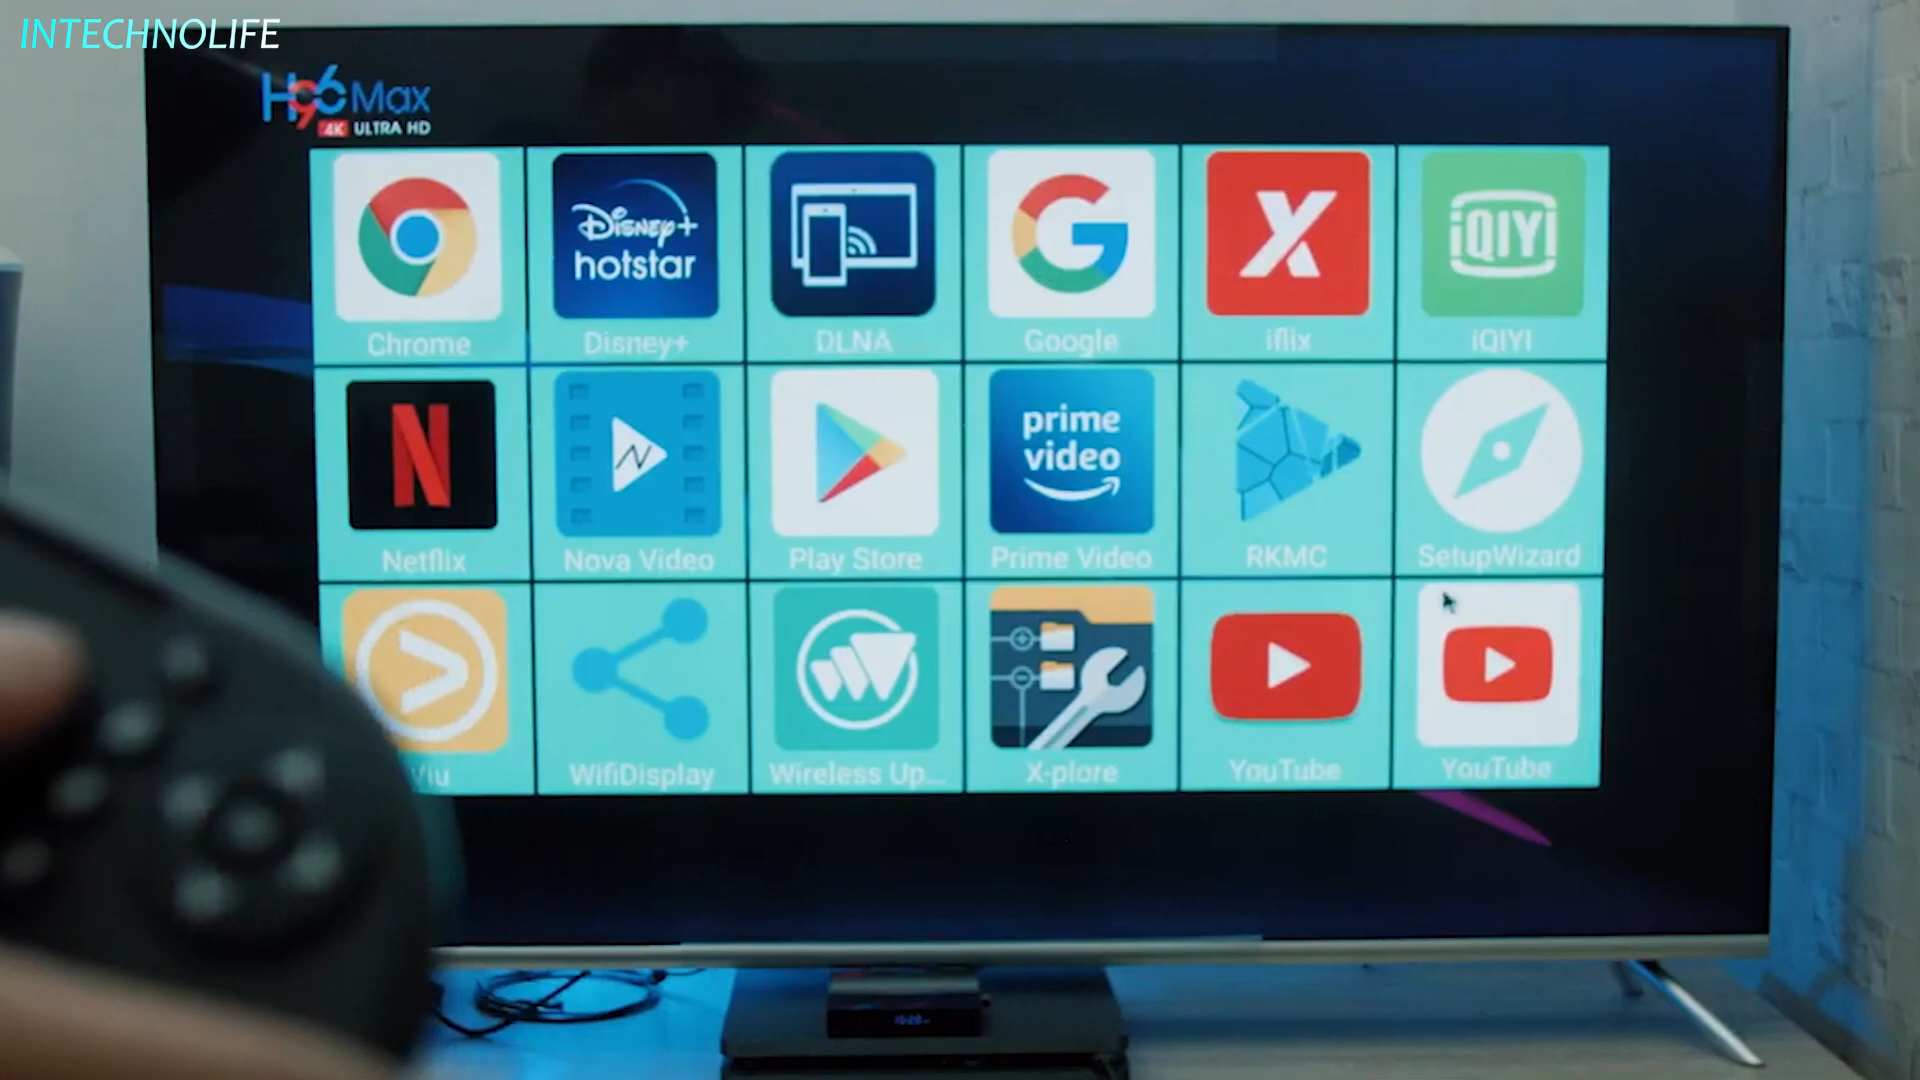 INTECHNOLIFE
H96 Max
4K ULTRA HD
Disney+
hotstar
iQIYI
Chrome
Disney+
DLNA
Google
iflix
iQIYI
prime
video
Netflix
Nova Video
Play Store
Prime Video
RKMC
SetupWizard
Viu
WifiDisplay
Wireless Up...
X-plore
YouTube
YouTube